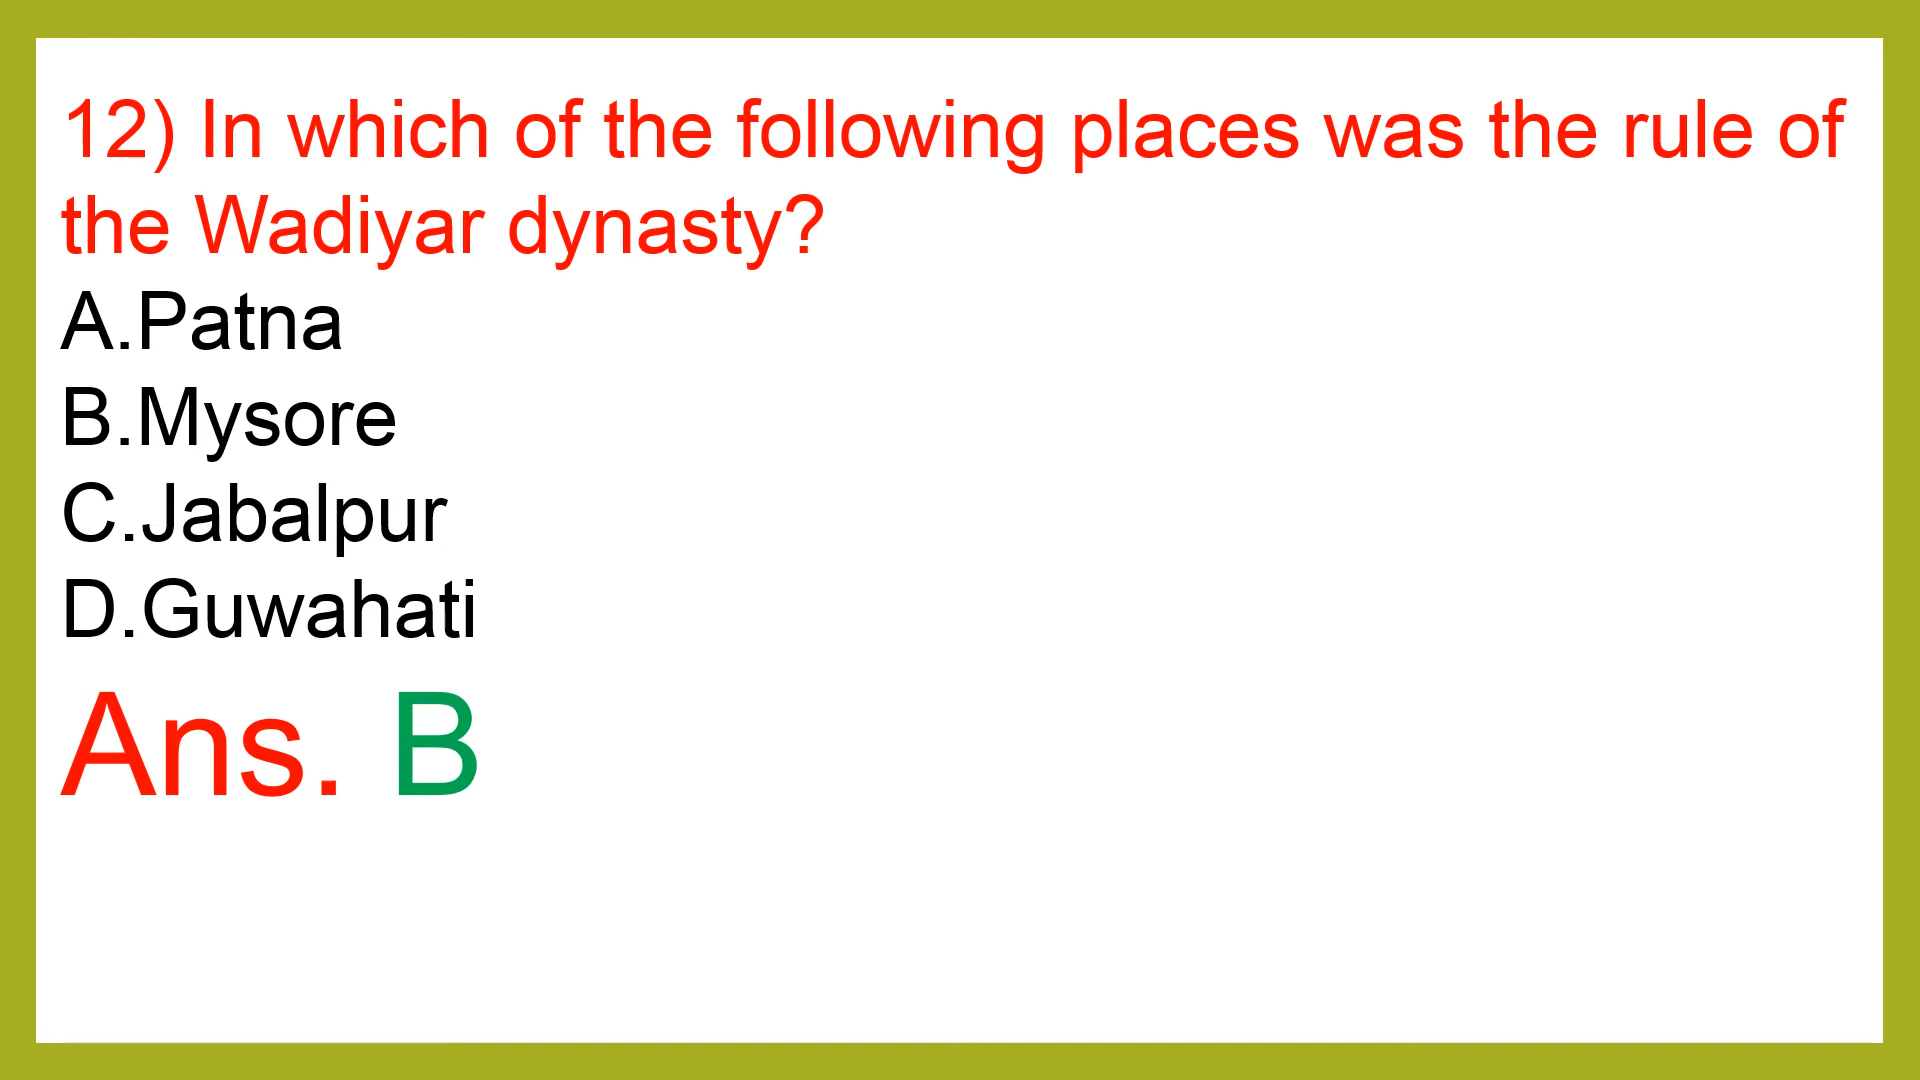 12) In which of the following places was the rule of
the Wadiyar dynasty?
A.Patna
B.Mysore
C.Jabalpur
D.Guwahati
Ans. B